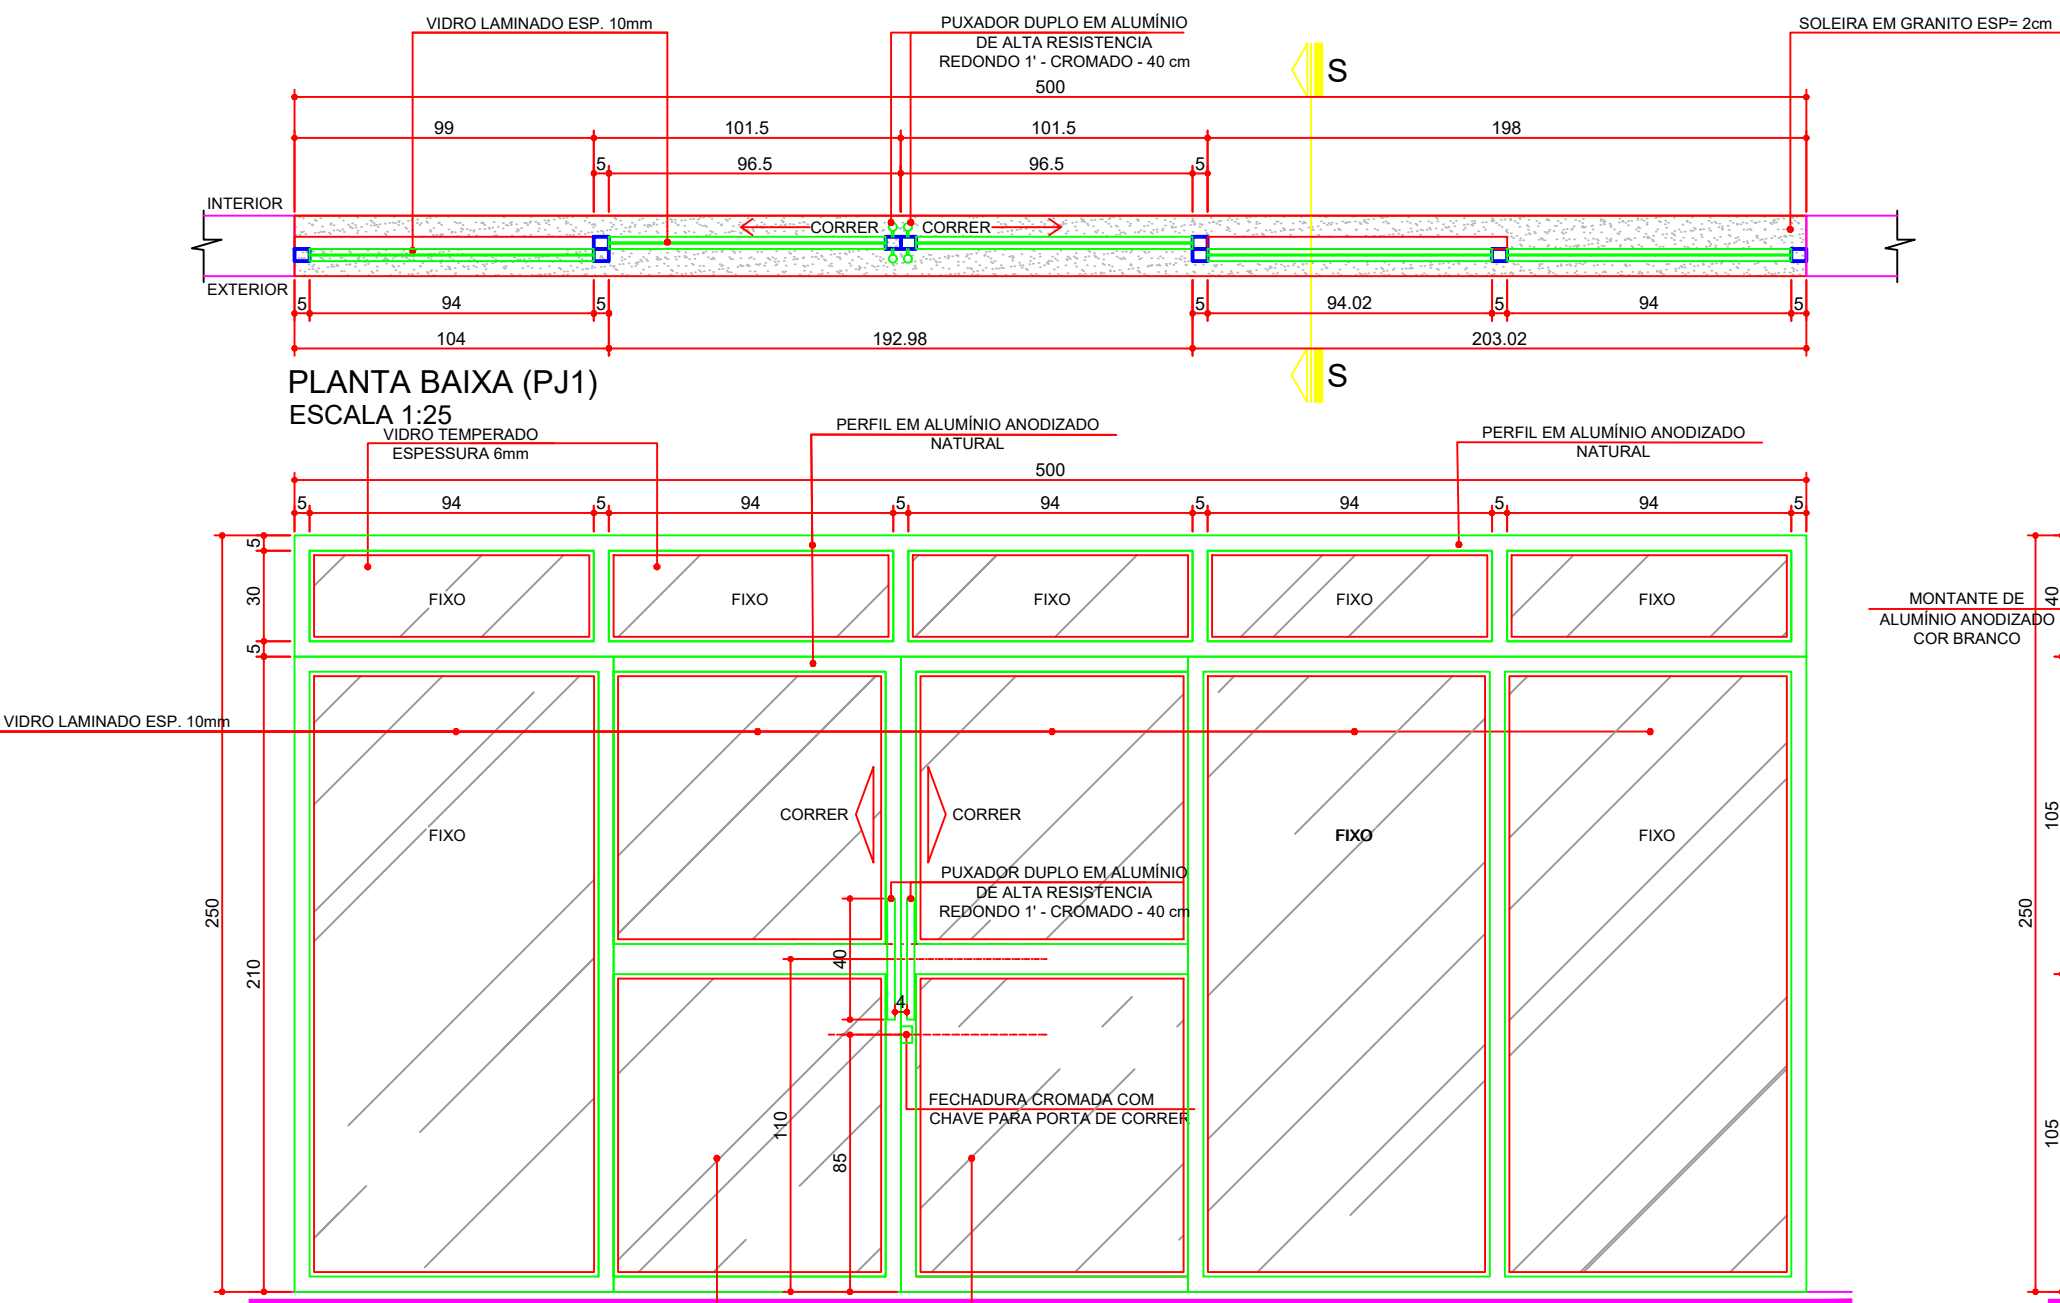 VIDRO LAMINADO ESP. 10mm
PUXADOR DUPLO EM ALUMÍNIO
DE ALTA RESISTENCIA
REDONDO 1' - CROMADO - 40 cm
SOLEIRA EM GRANITO ESP= 2cm
S
500
99 101.5 101.5 198
5 96.5 96.5 5
INTERIOR
CORRER CORRER
EXTERIOR
5 94 5 5 94.02 5 94 5
104 192.98 203.02
S
PLANTA BAIXA (PJ1)
ESCALA 1:25
VIDRO TEMPERADO
ESPESSURA 6mm
PERFIL EM ALUMÍNIO ANODIZADO
NATURAL
PERFIL EM ALUMÍNIO ANODIZADO
NATURAL
500
5 94 5 94 5 94 5 94 5 94 5
5
30
5
FIXO FIXO FIXO FIXO FIXO
MONTANTE DE
ALUMÍNIO ANODIZADO
COR BRANCO
40
VIDRO LAMINADO ESP. 10mm
CORRER CORRER
FIXO FIXO FIXO
105
PUXADOR DUPLO EM ALUMÍNIO
DE ALTA RESISTENCIA
REDONDO 1' - CROMADO - 40 cm
250
210
40
4
250
FECHADURA CROMADA COM
CHAVE PARA PORTA DE CORRER
110
85
105